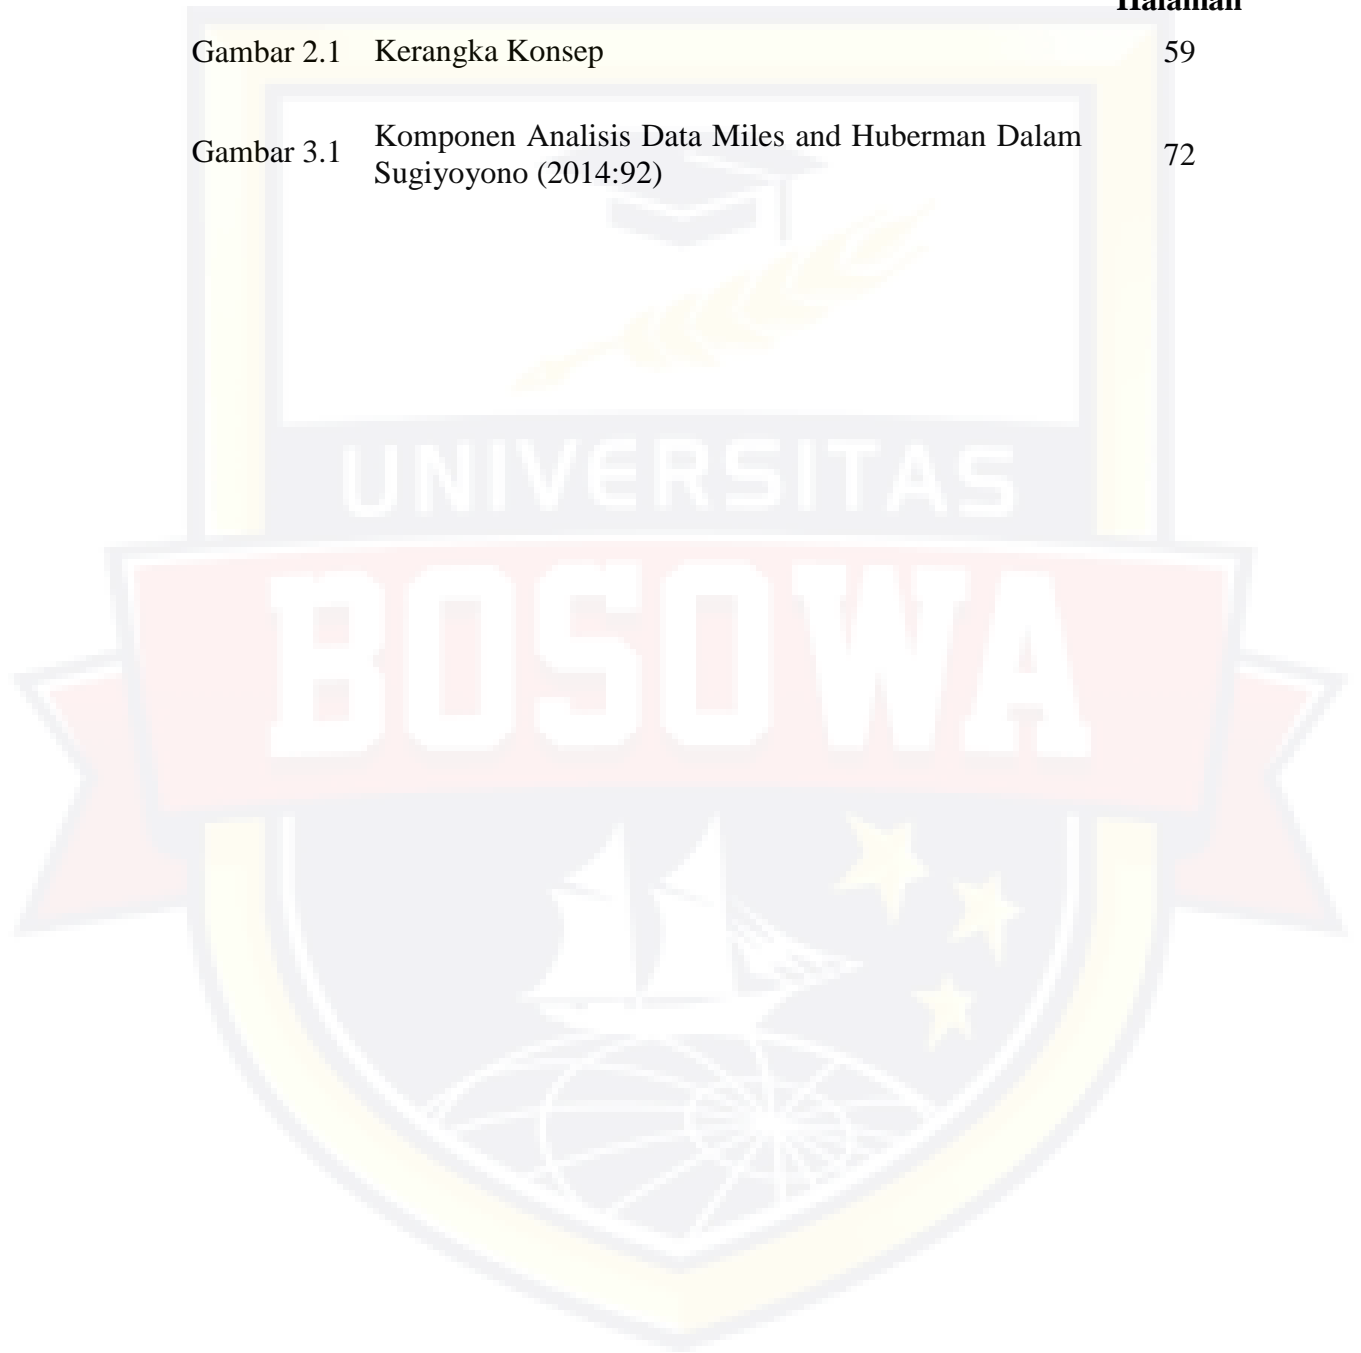 Halaman
Gambar 2.1 Kerangka Konsep 59
Gambar 3.1 Komponen Analisis Data Miles and Huberman Dalam 72
Sugiyoyono (2014:92)
UNIVERSITAS
BOSOWA